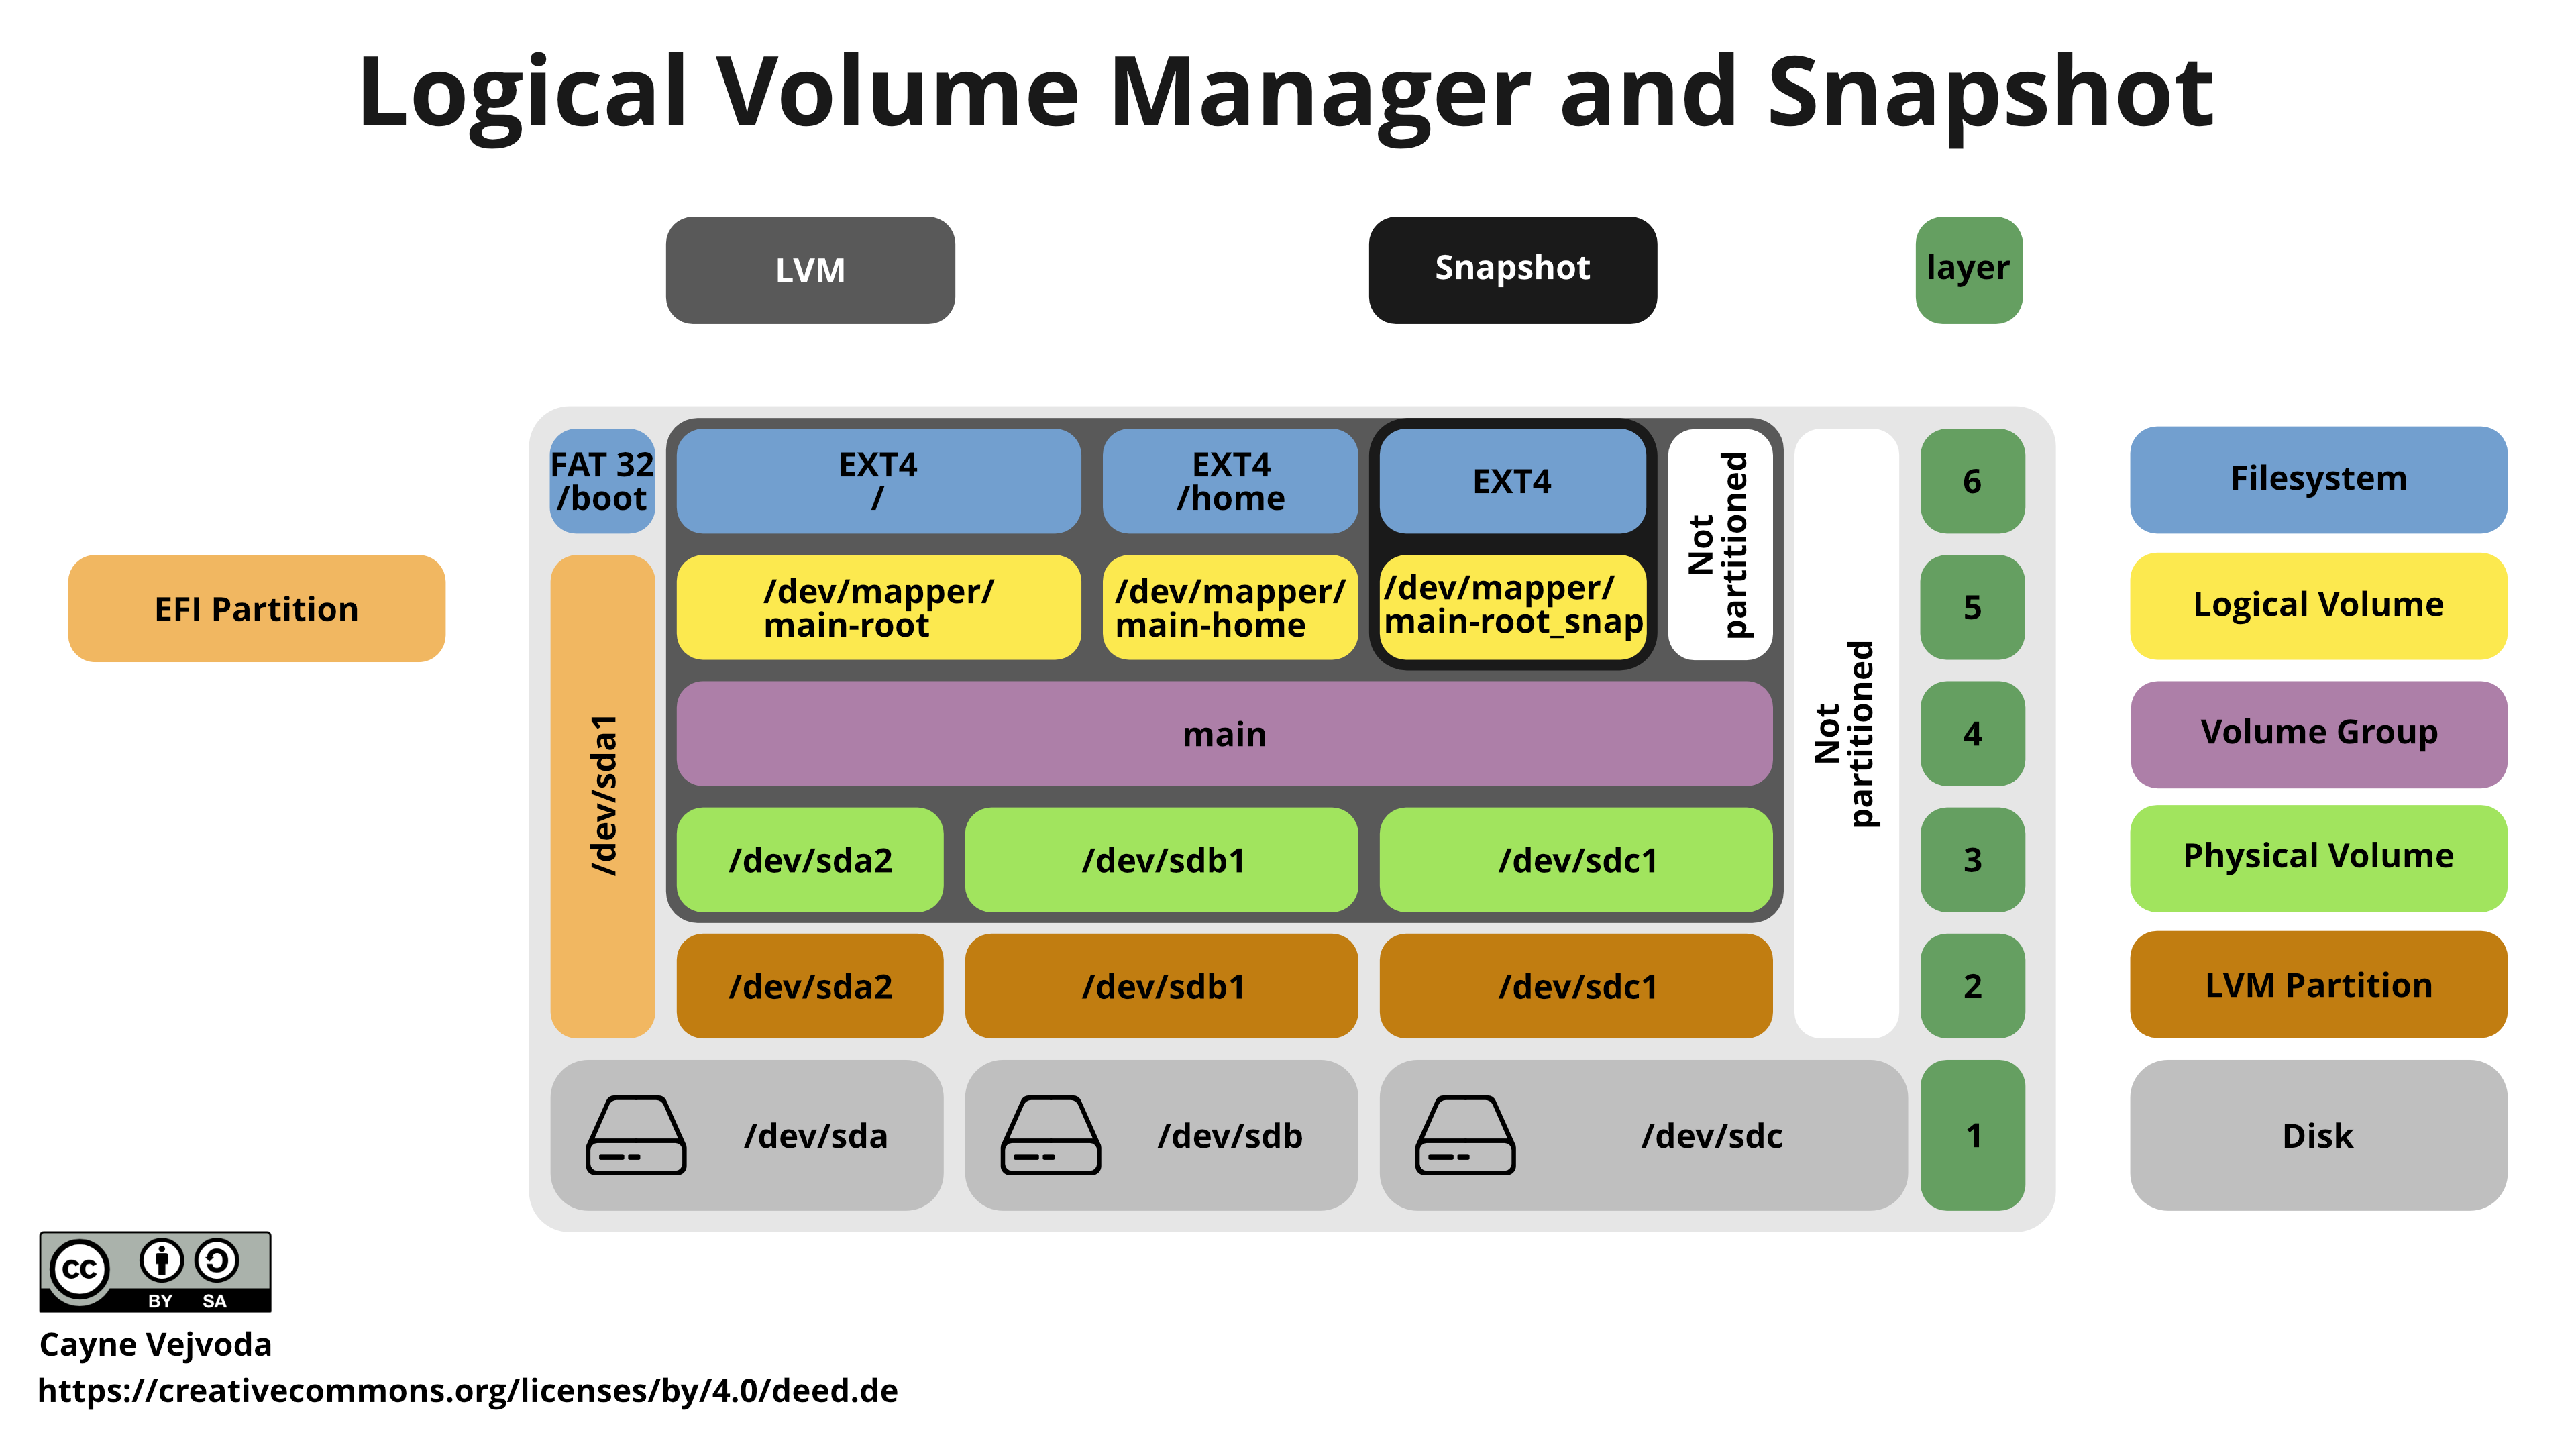 Logical Volume Manager and Snapshot
LVM
Snapshot
layer
FAT 32
/boot
EXT4
/
EXT4
/home
EXT4
Not
partitioned
6
Filesystem
EFI Partition
/dev/sda1
/dev/mapper/
main-root
/dev/mapper/
main-home
/dev/mapper/
main-root_snap
Not
partitioned
5
Logical Volume
main
4
Volume Group
/dev/sda2
/dev/sdb1
/dev/sdc1
3
Physical Volume
/dev/sda2
/dev/sdb1
/dev/sdc1
2
LVM Partition
/dev/sda
/dev/sdb
/dev/sdc
1
Disk
CC
BY SA
Cayne Vejvoda
https://creativecommons.org/licenses/by/4.0/deed.de